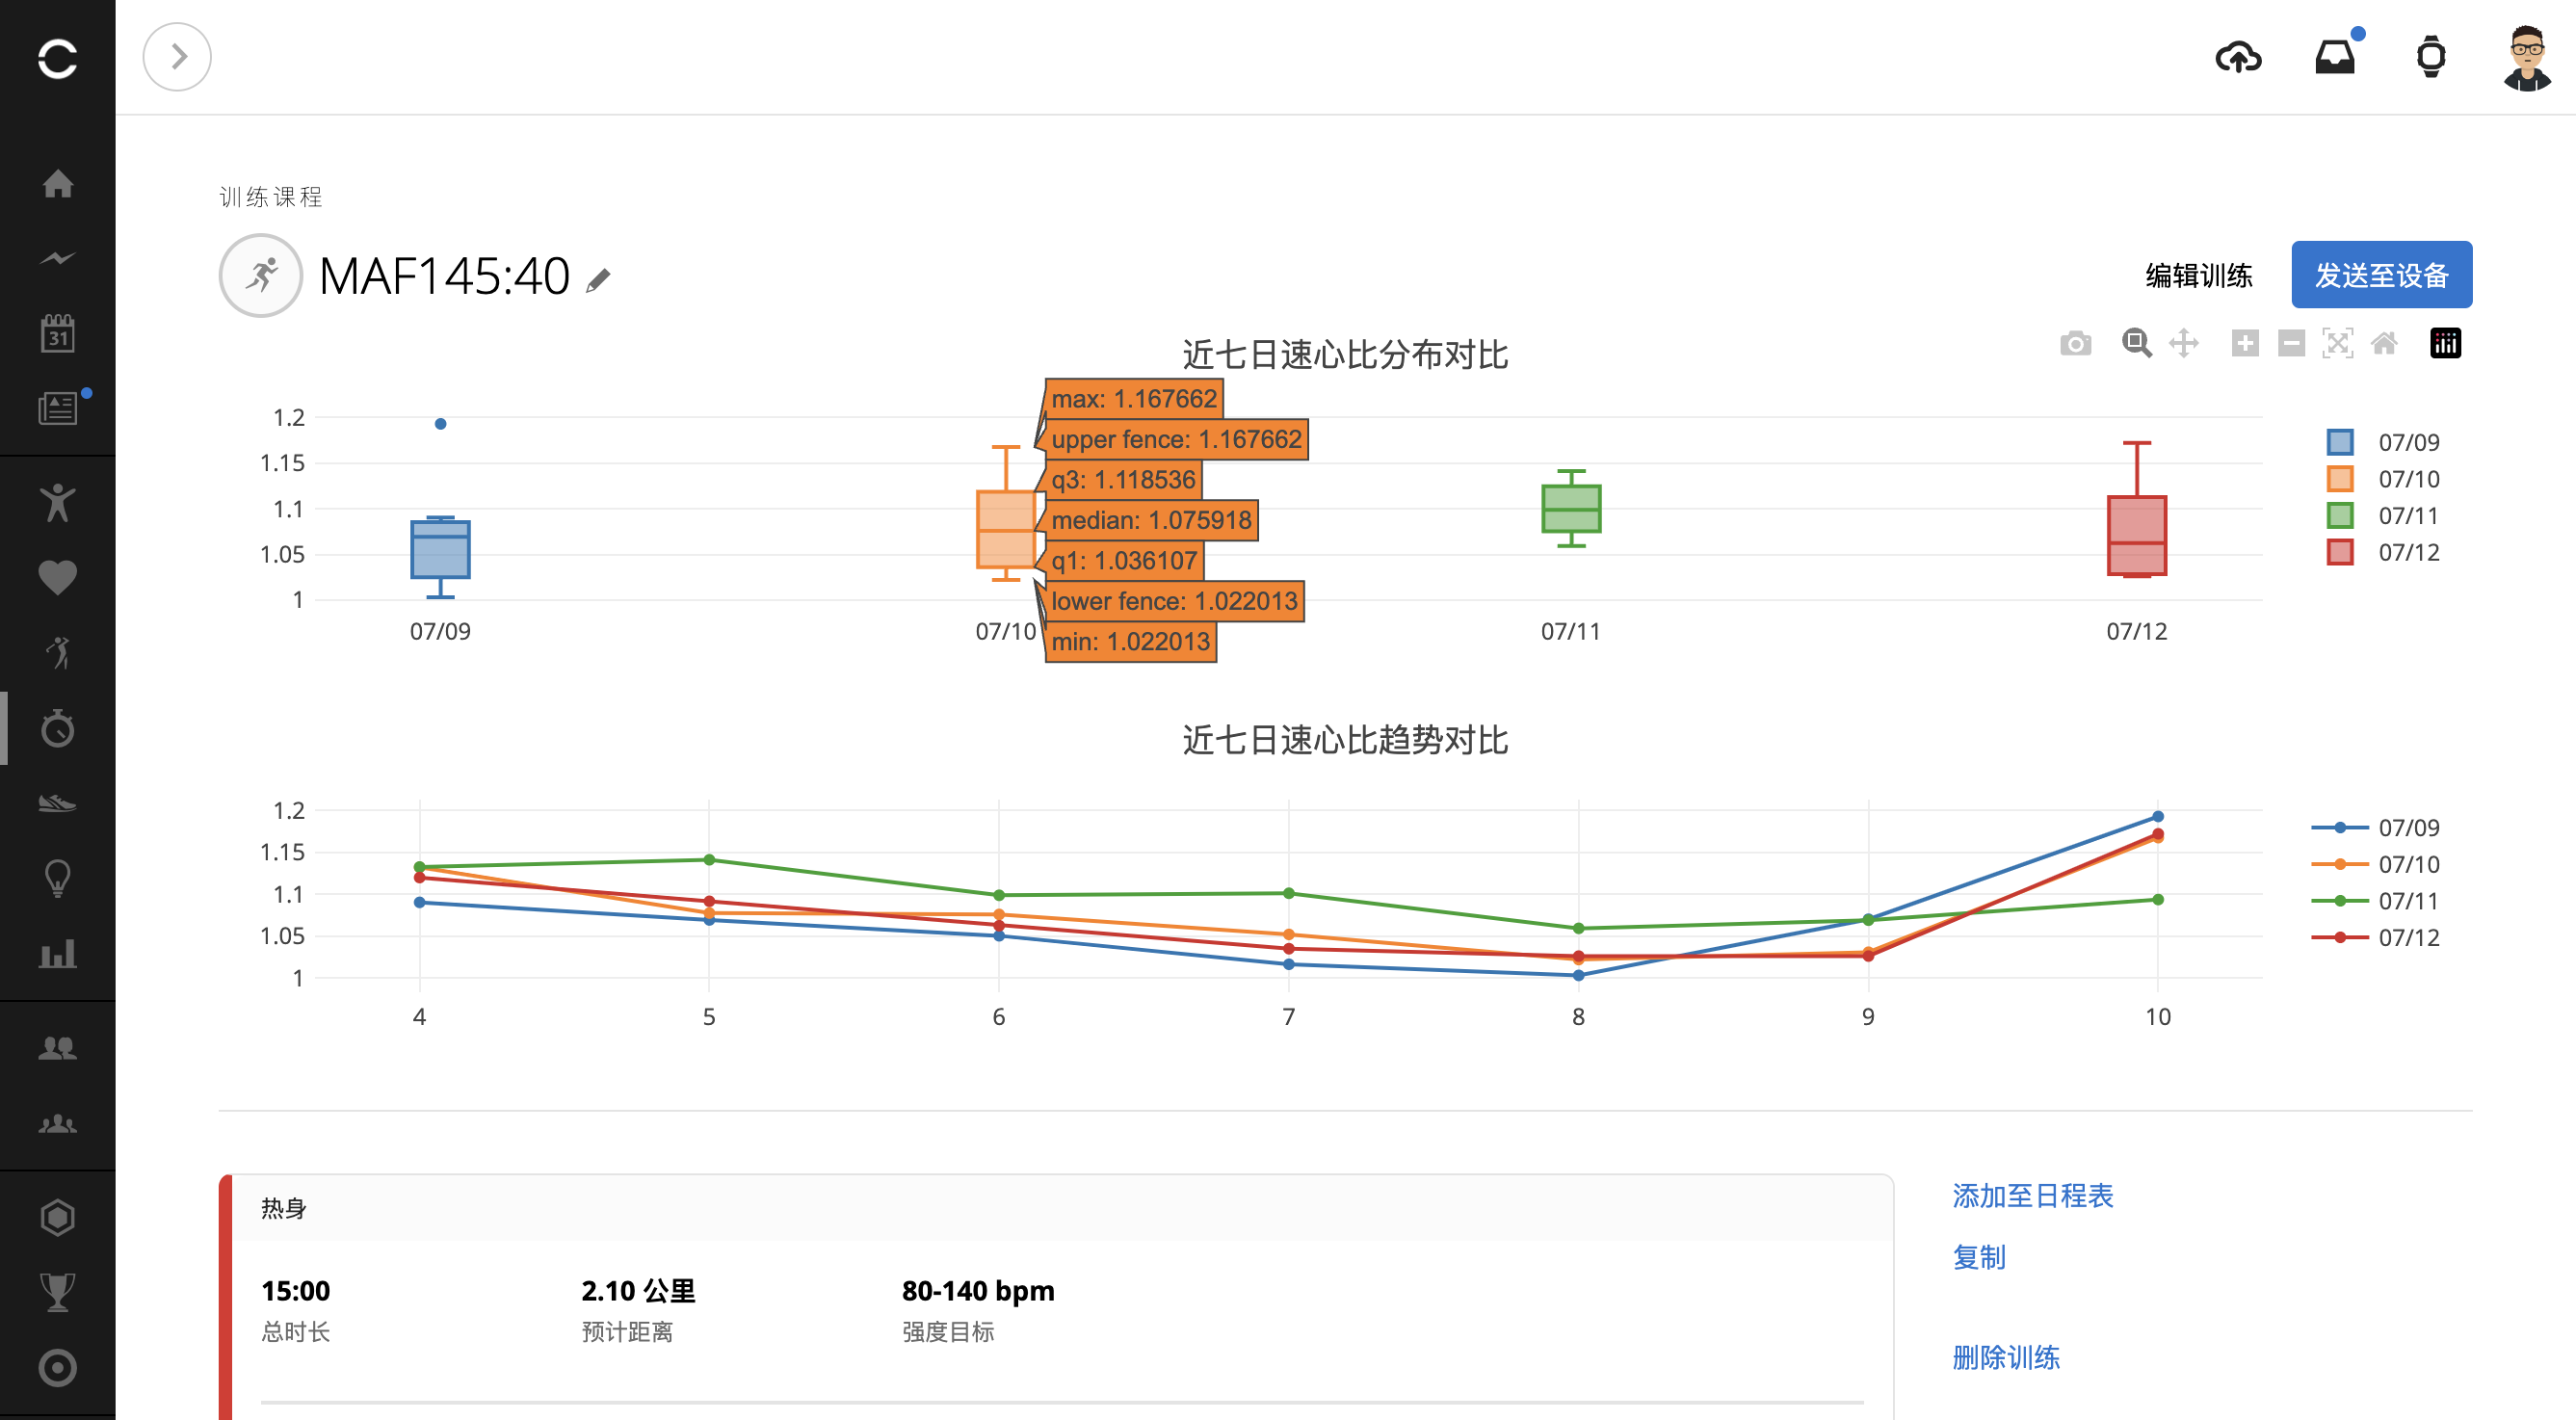 训练课程
MAF145:40
编辑训练
发送至设备
31
近七日速心比分布对比
1.2
1.15
1.1
1.05
1
max: 1.167662
upper fence: 1.167662
q3: 1.118536
median: 1.075918
q1: 1.036107
lower fence: 1.022013
min: 1.022013
07/09
07/10
07/11
07/12
07/09
07/10
07/11
07/12
近七日速心比趋势对比
1.2
1.15
1.1
1.05
1
4 5 6 7 8 9 10
07/09
07/10
07/11
07/12
热身
15:00
总时长
2.10 公里
预计距离
80-140 bpm
强度目标
添加至日程表
复制
删除训练